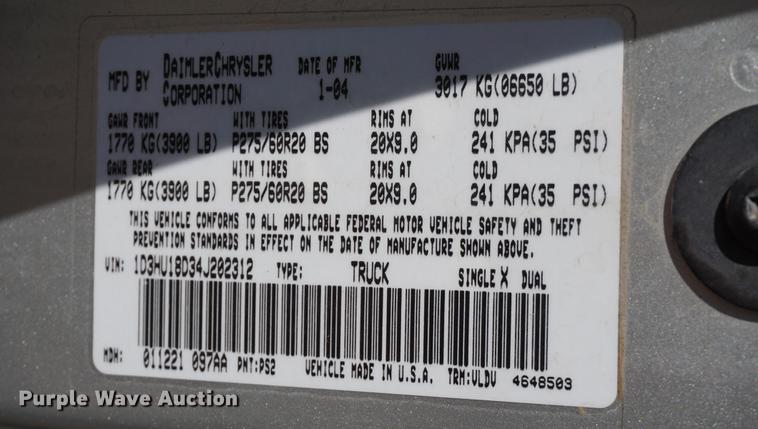 MFD BY DAIMLERCHRYSLER CORPORATION DATE OF MFR 1-04 GVWR 3017 KG(06650 LB)
GAWR FRONT WITH TIRES RIMS AT COLD
1770 KG(3900 LB) P275/60R20 BS 20X9.0 241 KPA(35 PSI)
GAWR REAR WITH TIRES RIMS AT COLD
1770 KG(3900 LB) P275/60R20 BS 20X9.0 241 KPA(35 PSI)
THIS VEHICLE CONFORMS TO ALL APPLICABLE FEDERAL MOTOR VEHICLE SAFETY AND THEFT
PREVENTION STANDARDS IN EFFECT ON THE DATE OF MANUFACTURE SHOWN ABOVE.
VIN: 1D3HU18D34J202312 TYPE: TRUCK SINGLE X DUAL
MDH: 011221 097AA PNT:PS2 VEHICLE MADE IN U.S.A. TRM:VLDV 4648503
Purple Wave Auction